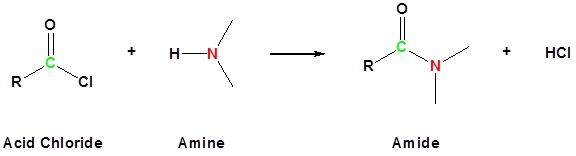 O
R C Cl
+
H N
O
R C N
+
HCl
Acid Chloride
Amine
Amide